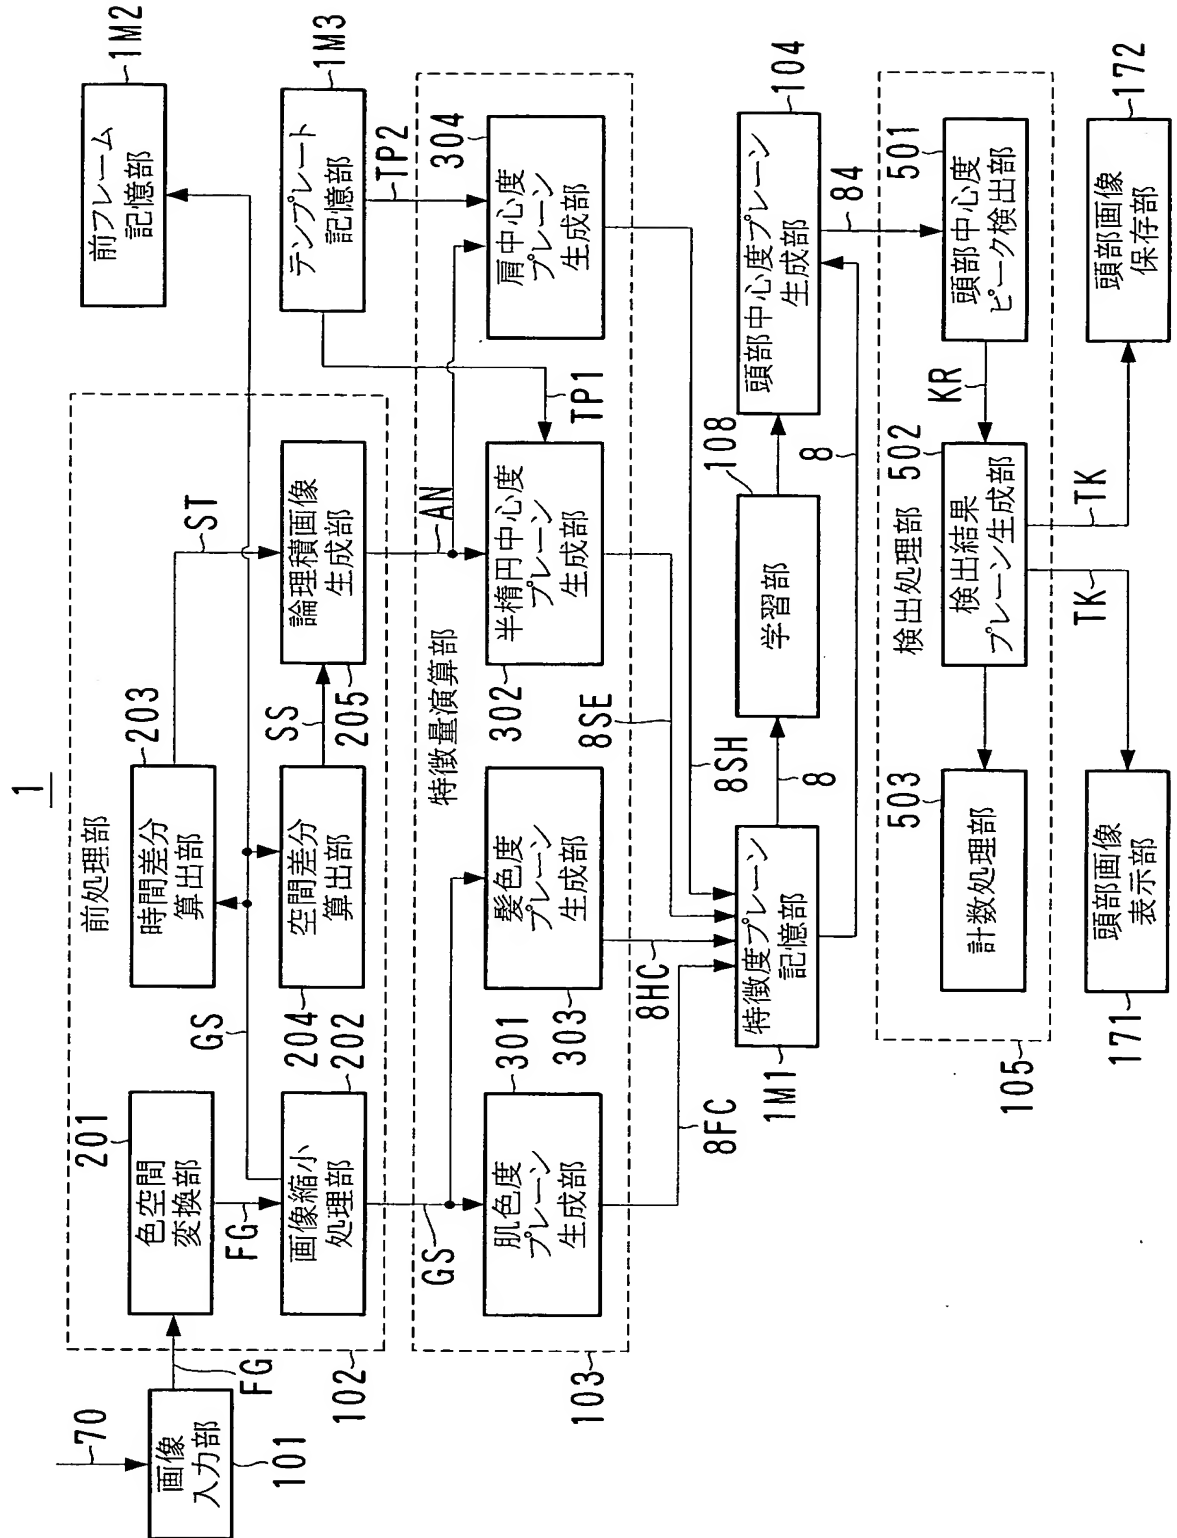 1
70
画像
入力部
101
FG
前処理部
102
201
色空間
変換部
FG
画像縮小
処理部
202
GS
203
時間差分
算出部
204
空間差分
算出部
ST
SS
205
論理積画像
生成部
前フレーム
記憶部
1M2
テンプレート
記憶部
1M3
GS
AN
TP1
TP2
特徴量演算部
103
301
肌色度
プレーン
生成部
303
髪色度
プレーン
生成部
302
半楕円中心度
プレーン
生成部
304
肩中心度
プレーン
生成部
8FC
8HC
8SE
8SH
1M1
特徴度プレーン
記憶部
8
学習部
108
8
頭部中心度プレーン
生成部
104
84
検出処理部
105
501
頭部中心度
ピーク検出部
KR
502
検出結果
プレーン生成部
503
計数処理部
TK
TK
171
頭部画像
表示部
172
頭部画像
保存部